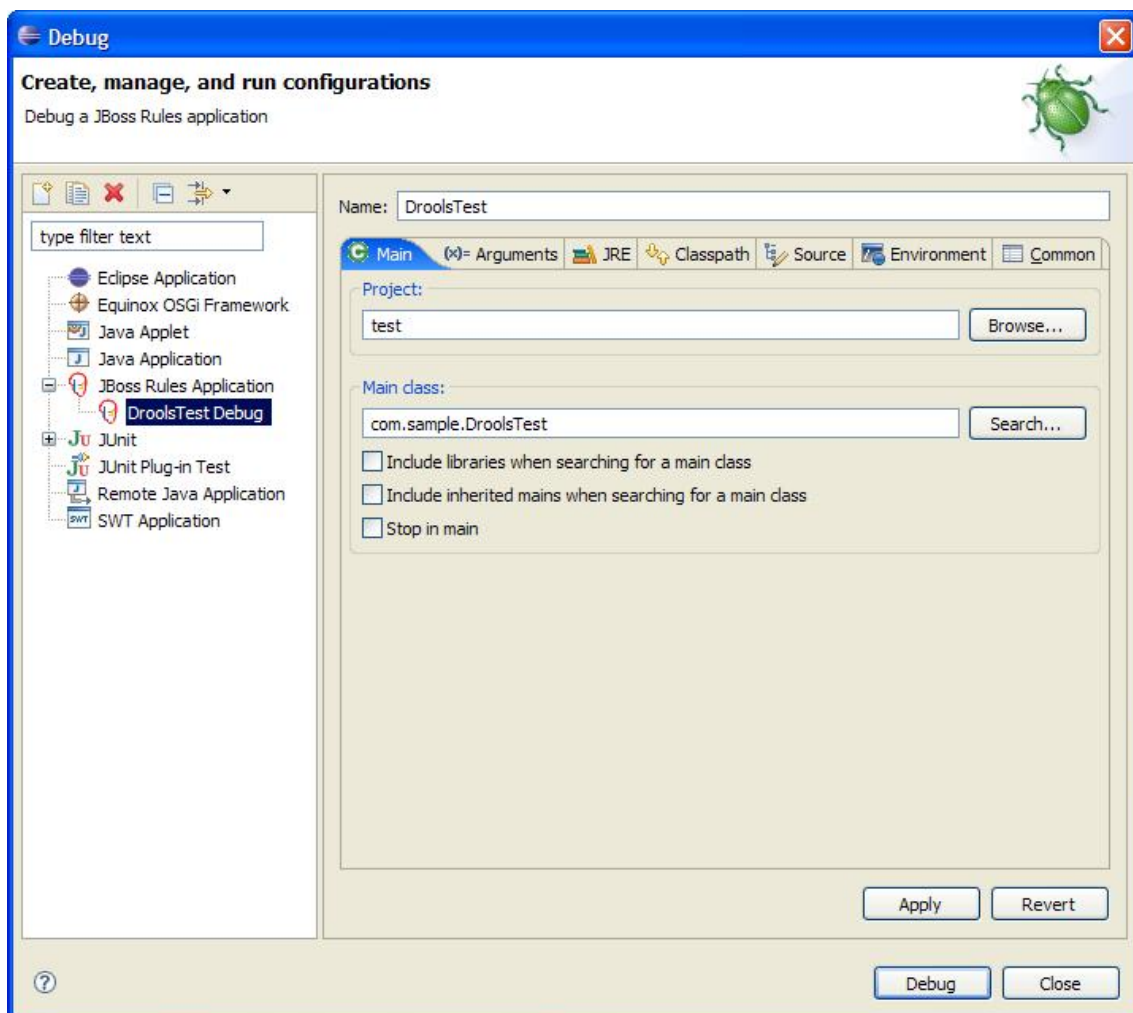 Debug
Create, manage, and run configurations
Debug a JBoss Rules application
type filter text
Eclipse Application
Equinox OSGi Framework
Java Applet
Java Application
JBoss Rules Application
DroolsTest Debug
JUnit
JUnit Plug-in Test
Remote Java Application
SWT Application
Name: DroolsTest
Main (x)= Arguments JRE Classpath Source Environment Common
Project:
test Browse...
Main class:
com.sample.DroolsTest Search...
Include libraries when searching for a main class
Include inherited mains when searching for a main class
Stop in main
Apply Revert
Debug Close